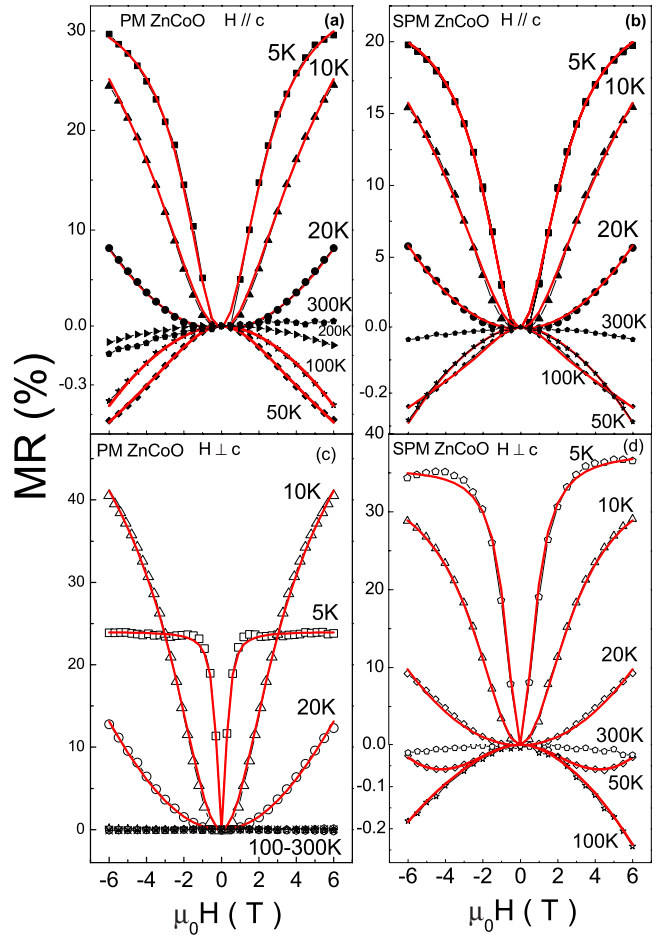 MR (%)
PM ZnCoO H // c (a)
30
20
10
0.0
-0.3
5K
10K
20K
300K
200K
100K
50K
SPM ZnCoO H // c (b)
20
15
10
5
0.0
-0.2
5K
10K
20K
300K
100K
50K
PM ZnCoO H ⊥ c (c)
40
30
20
10
0
10K
5K
20K
100-300K
-6 -4 -2 0 2 4 6
μ0H ( T )
SPM ZnCoO H ⊥ c (d)
40
30
20
10
0.0
-0.1
-0.2
5K
10K
20K
300K
50K
100K
-6 -4 -2 0 2 4 6
μ0H ( T )